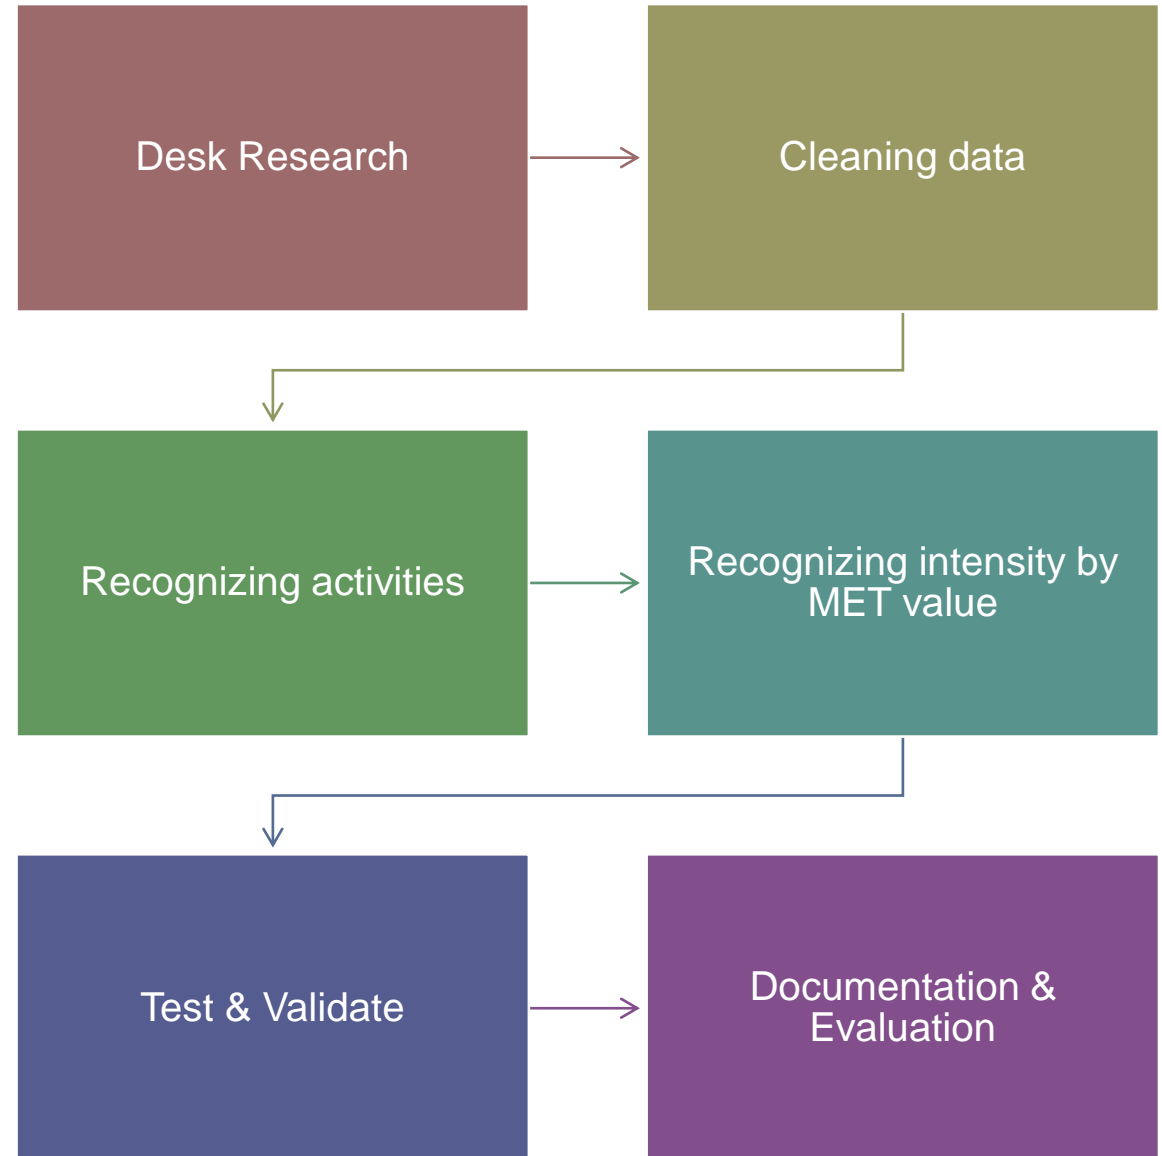 Desk Research
Cleaning data
Recognizing activities
Recognizing intensity by
MET value
Test & Validate
Documentation &
Evaluation